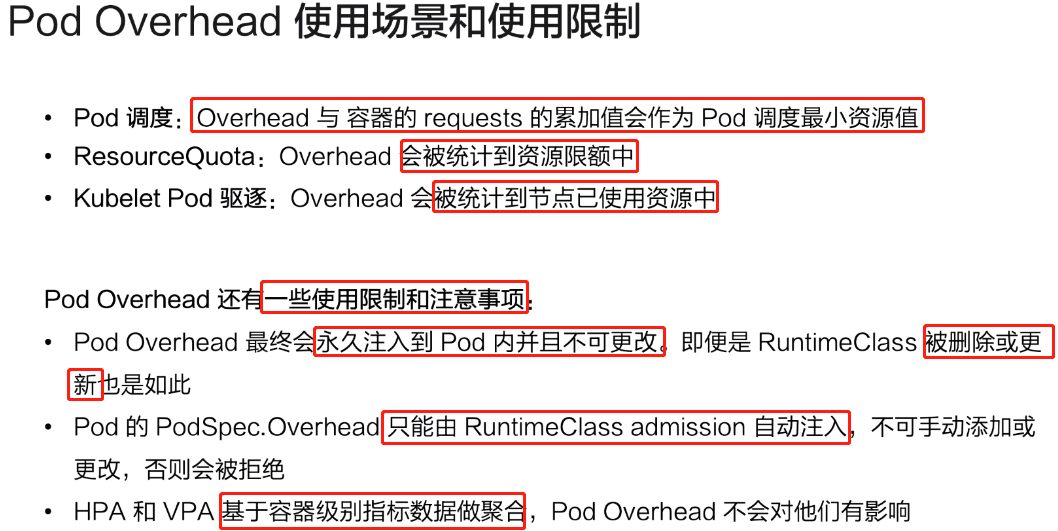 Pod Overhead 使用场景和使用限制
• Pod 调度：Overhead 与 容器的 requests 的累加值会作为 Pod 调度最小资源值
• ResourceQuota：Overhead 会被统计到资源限额中
• Kubelet Pod 驱逐：Overhead 会被统计到节点已使用资源中
Pod Overhead 还有一些使用限制和注意事项：
• Pod Overhead 最终会永久注入到 Pod 内并且不可更改。即便是 RuntimeClass 被删除或更
新也是如此
• Pod 的 PodSpec.Overhead 只能由 RuntimeClass admission 自动注入，不可手动添加或
更改，否则会被拒绝
• HPA 和 VPA 基于容器级别指标数据做聚合，Pod Overhead 不会对他们有影响